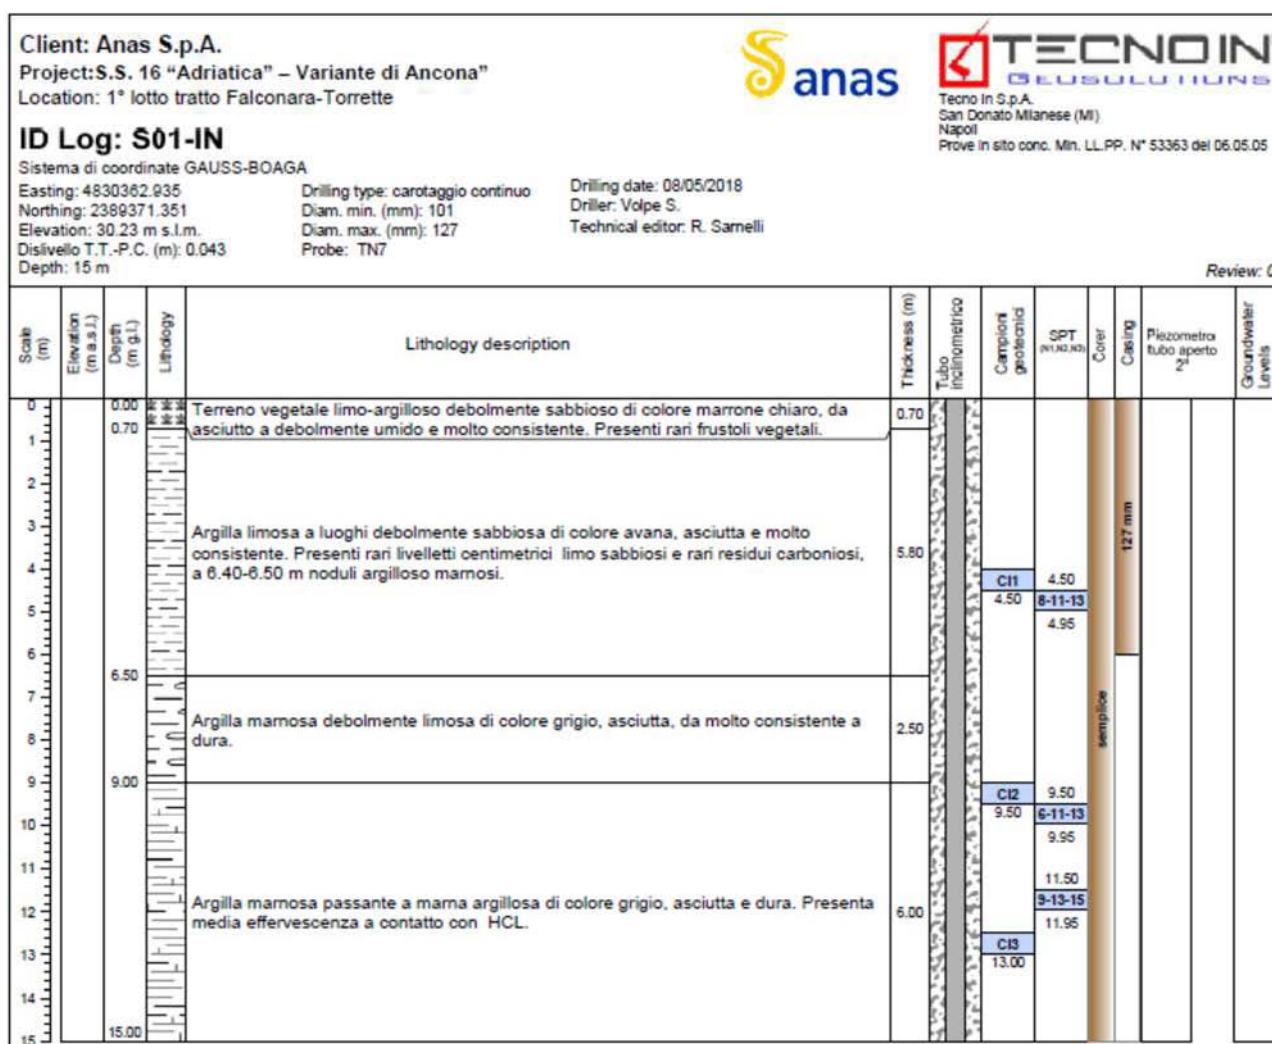 Client: Anas S.p.A.
Project:S.S. 16 “Adriatica” – Variante di Ancona”
Location: 1° lotto tratto Falconara-Torrette
anas
TECNOIN
GEOSOLUTIONS
Tecno In S.p.A.
San Donato Milanese (MI)
Napoli
Prove in sito conc. Min. LL.PP. N° 53363 del 06.05.05
ID Log: S01-IN
Sistema di coordinate GAUSS-BOAGA
Easting: 4830362.935
Northing: 2389371.351
Elevation: 30.23 m s.l.m.
Dislivello T.T.-P.C. (m): 0.043
Depth: 15 m
Drilling type: carotaggio continuo
Diam. min. (mm): 101
Diam. max. (mm): 127
Probe: TN7
Drilling date: 08/05/2018
Driller: Volpe S.
Technical editor: R. Sarnelli
Review: 0
Scale (m)
Elevation (m a.s.l.)
Depth (m g.l.)
Lithology
Lithology description
Thickness (m)
Tubo inclinometrico
Campioni geotecnici
SPT
(N1,N2,N3)
Corer
Casing
Piezometro
tubo aperto
2"
Groundwater Levels
0
1
2
3
4
5
6
7
8
9
10
11
12
13
14
15
0.00
0.70
6.50
9.00
15.00
Terreno vegetale limo-argilloso debolmente sabbioso di colore marrone chiaro, da
asciutto a debolmente umido e molto consistente. Presenti rari frustoli vegetali.
Argilla limosa a luoghi debolmente sabbiosa di colore avana, asciutta e molto
consistente. Presenti rari livelletti centimetrici limo sabbiosi e rari residui carboniosi,
a 6.40-6.50 m noduli argilloso marnosi.
Argilla marnosa debolmente limosa di colore grigio, asciutta, da molto consistente a
dura.
Argilla marnosa passante a marna argillosa di colore grigio, asciutta e dura. Presenta
media effervescenza a contatto con HCL.
0.70
5.80
2.50
6.00
CI1
4.50
CI2
9.50
CI3
13.00
4.50
8-11-13
4.95
9.50
6-11-13
9.95
11.50
9-13-15
11.95
semplice
127 mm